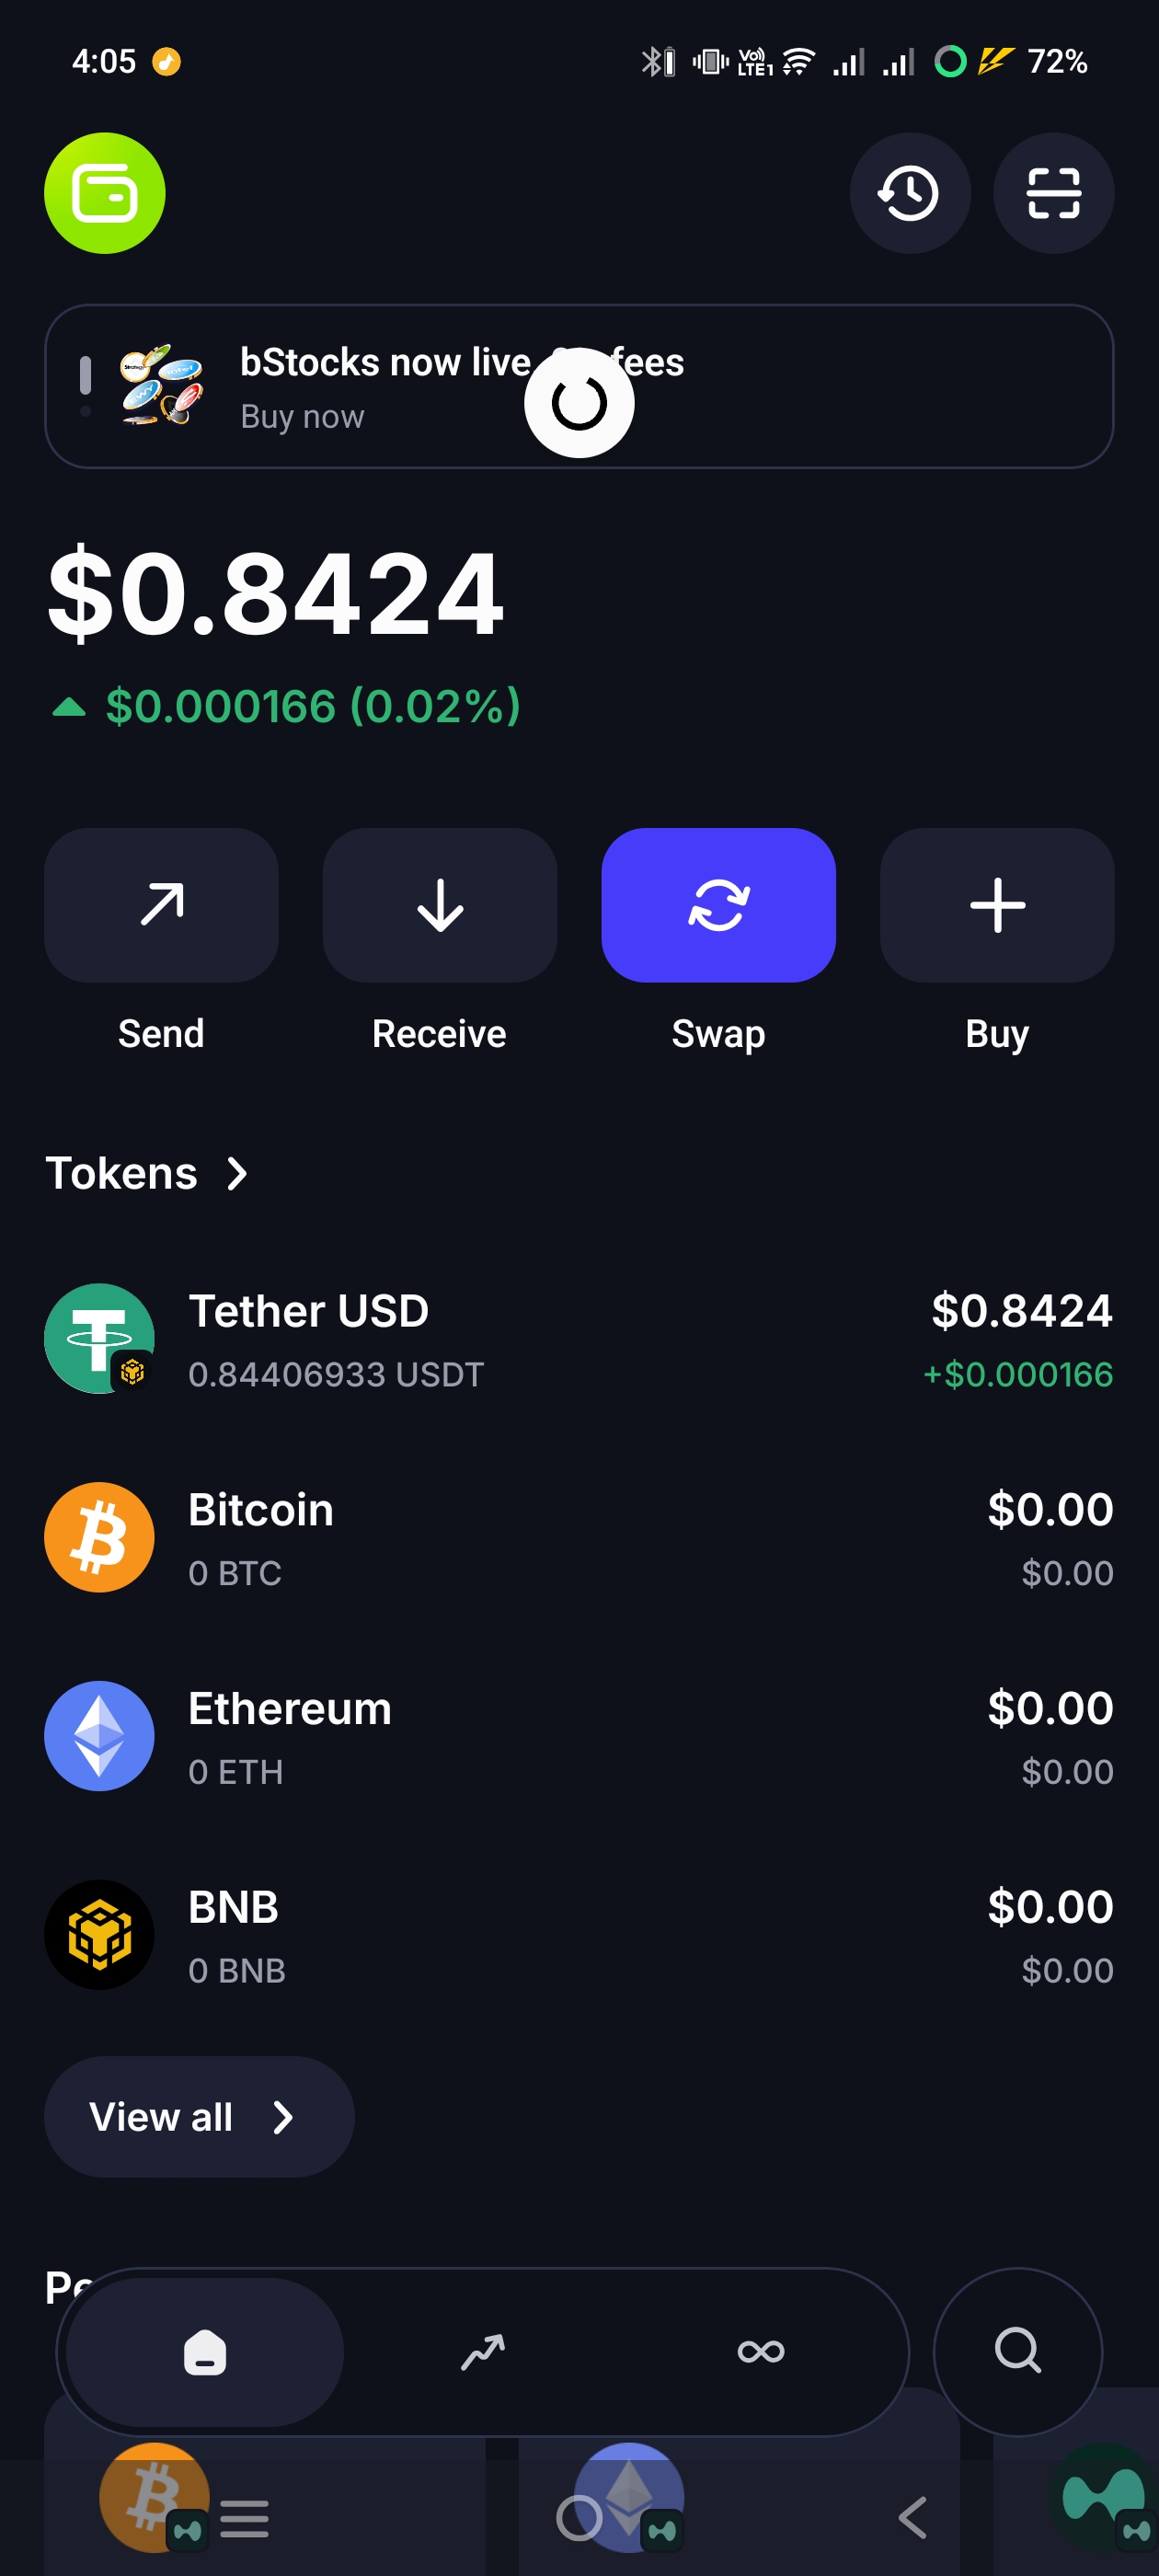 4:05
Vo))
LTE1
72%
bStocks now live. fees
Buy now
$0.8424
$0.000166 (0.02%)
Send
Receive
Swap
Buy
Tokens
Tether USD
$0.8424
0.84406933 USDT
+$0.000166
Bitcoin
$0.00
0 BTC
$0.00
Ethereum
$0.00
0 ETH
$0.00
BNB
$0.00
0 BNB
$0.00
View all